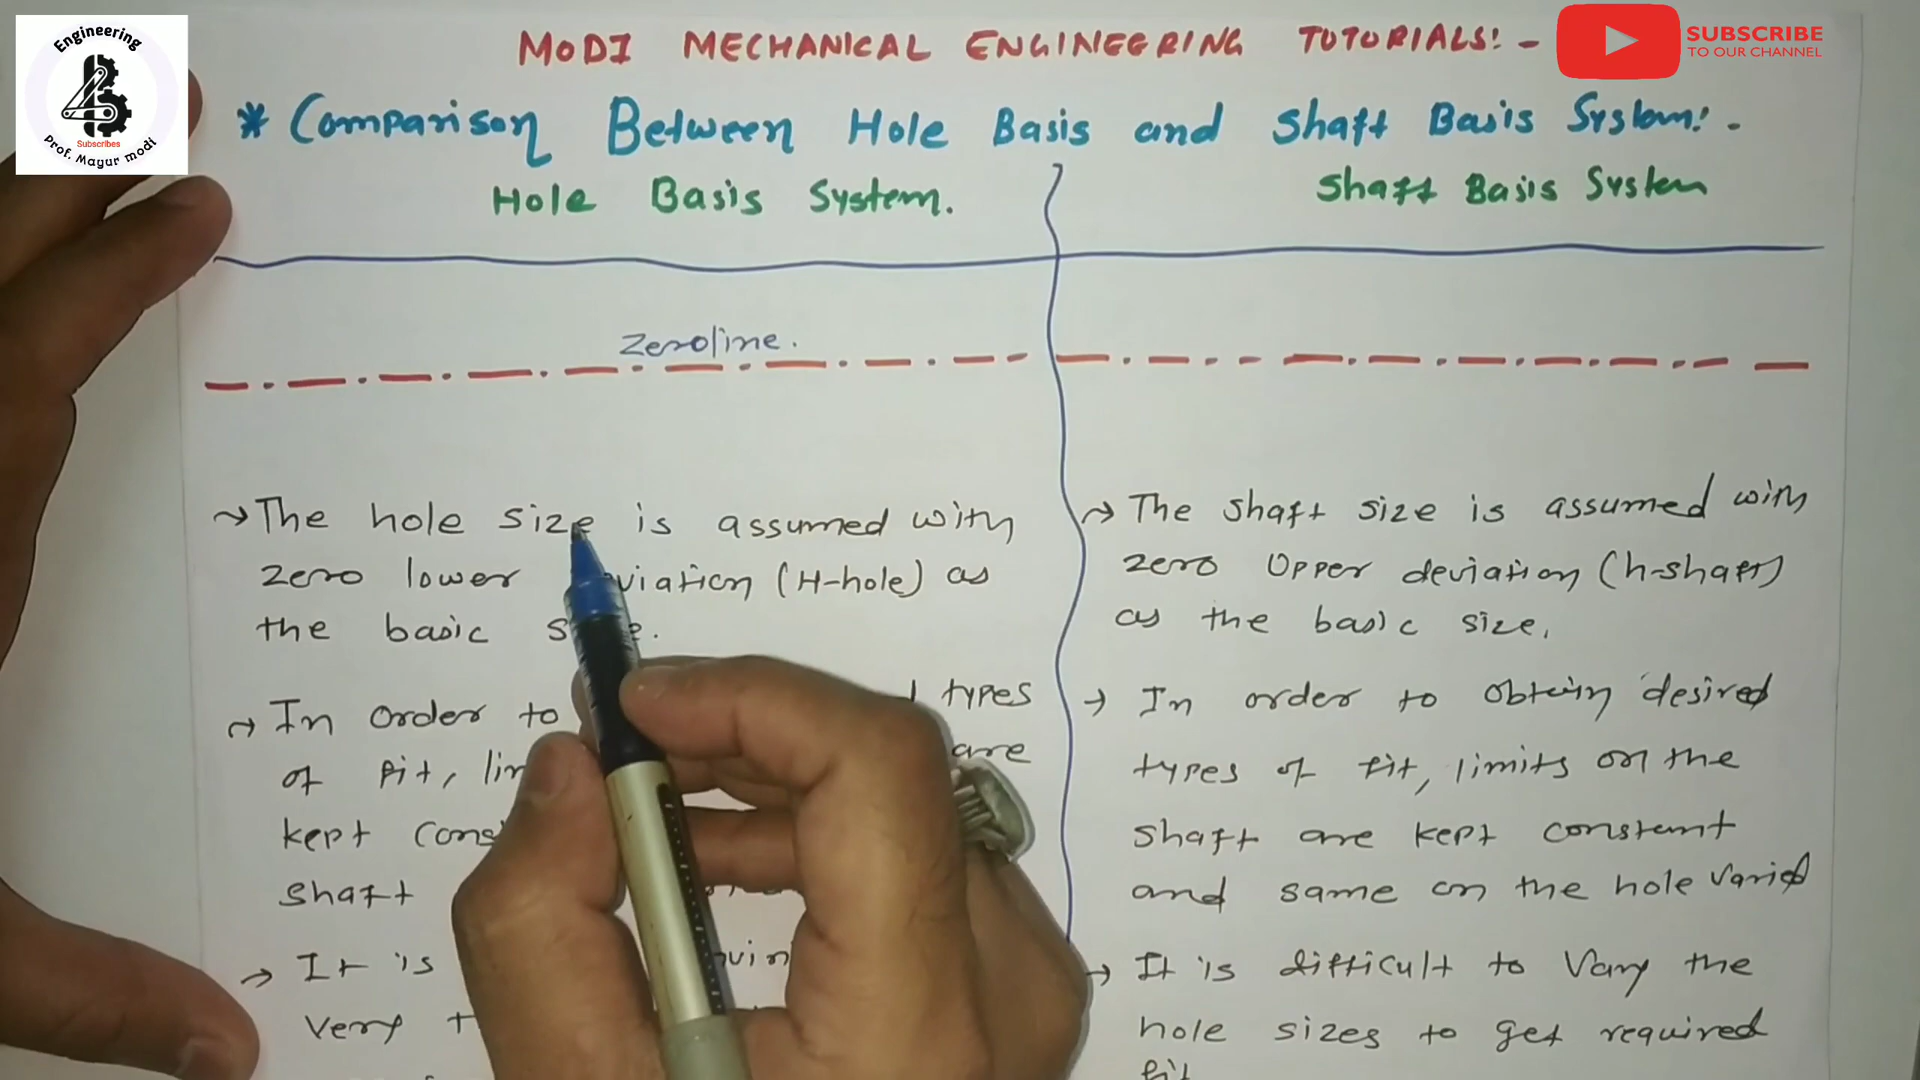 Engineering
Subscribes
Prof. Mayur modi
MODI MECHANICAL ENGINEERING TUTORIALS! -
SUBSCRIBE
TO OUR CHANNEL
* Comparison Between Hole Basis and Shaft Basis System! -
Hole Basis System.
Zeroline.
~> The hole size is assumed with
zero lower (H-hole) as
the basic
~> In order to types
of fit, are
kept
shaft
-> It is
Very
Shaft Basis System
~> The shaft size is assumed with
zero Upper deviation (h-shaft)
as the basic size.
-> In order to obtain desired
types of fit, limits on the
shaft are kept constant
and same on the hole varied
-> It is difficult to Vary the
hole sizes to get required
fit